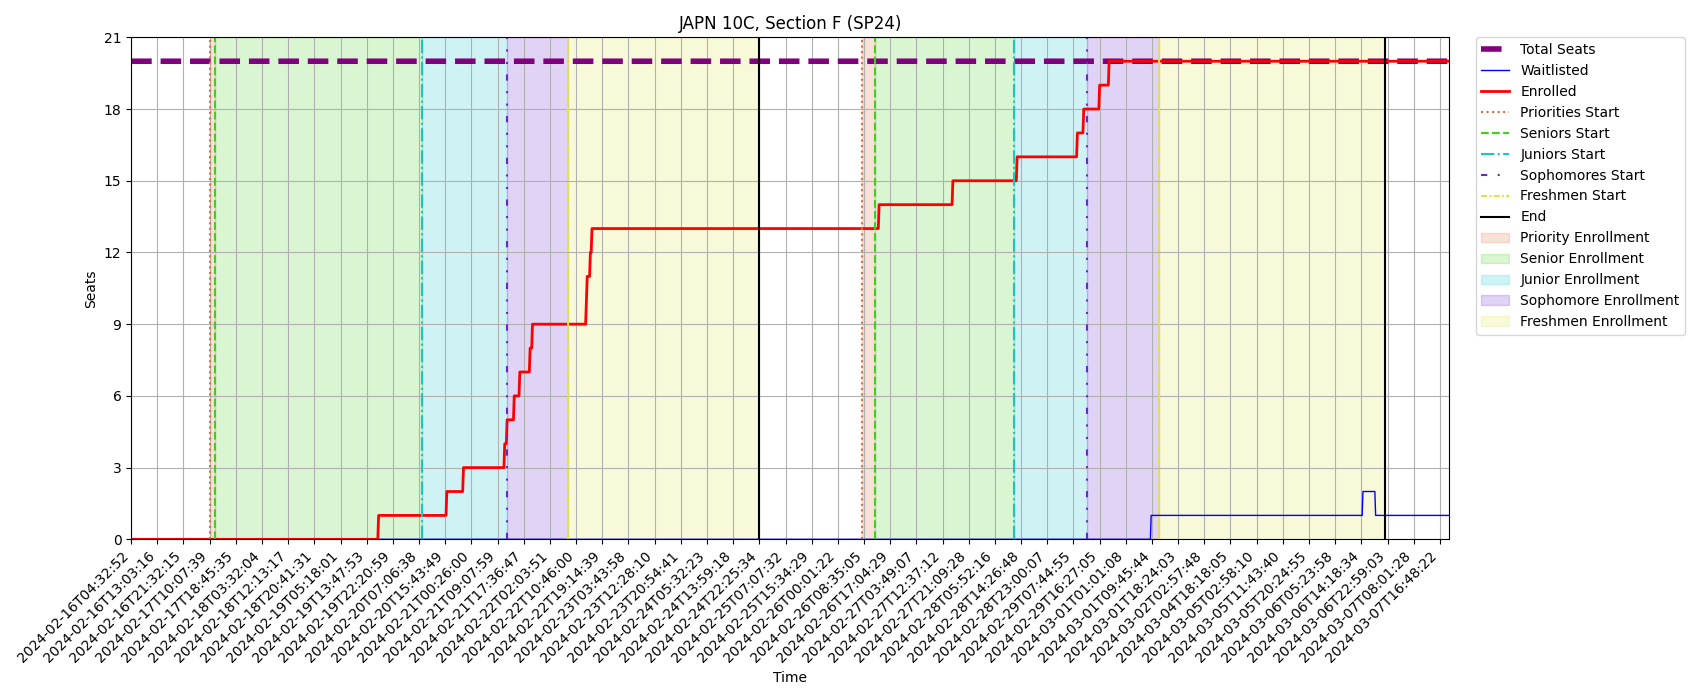 JAPN 10C, Section F (SP24)
21
18
15
12
9
6
3
0
Seats
2024-02-16T04:32:52
2024-02-16T13:03:16
2024-02-16T21:32:15
2024-02-17T10:07:39
2024-02-17T18:45:35
2024-02-18T03:32:04
2024-02-18T12:13:17
2024-02-18T20:41:31
2024-02-19T05:18:01
2024-02-19T13:47:53
2024-02-19T22:20:59
2024-02-20T07:06:38
2024-02-20T15:43:49
2024-02-21T00:26:00
2024-02-21T09:07:59
2024-02-21T17:36:47
2024-02-22T02:03:51
2024-02-22T10:46:00
2024-02-22T19:14:39
2024-02-23T03:43:58
2024-02-23T12:28:10
2024-02-23T20:54:41
2024-02-24T05:32:23
2024-02-24T13:59:18
2024-02-24T22:25:34
2024-02-25T07:07:32
2024-02-25T15:34:29
2024-02-26T00:01:22
2024-02-26T08:35:05
2024-02-26T17:04:29
2024-02-27T03:49:07
2024-02-27T12:37:12
2024-02-27T21:09:28
2024-02-28T05:52:16
2024-02-28T14:26:48
2024-02-28T23:00:07
2024-02-29T07:44:55
2024-02-29T16:27:05
2024-03-01T01:01:08
2024-03-01T09:45:44
2024-03-01T18:24:03
2024-03-02T02:57:48
2024-03-04T18:18:05
2024-03-05T02:58:10
2024-03-05T11:43:40
2024-03-05T20:24:55
2024-03-06T05:23:58
2024-03-06T14:18:34
2024-03-06T22:59:03
2024-03-07T08:01:28
2024-03-07T16:48:22
Time
Total Seats
Waitlisted
Enrolled
Priorities Start
Seniors Start
Juniors Start
Sophomores Start
Freshmen Start
End
Priority Enrollment
Senior Enrollment
Junior Enrollment
Sophomore Enrollment
Freshmen Enrollment